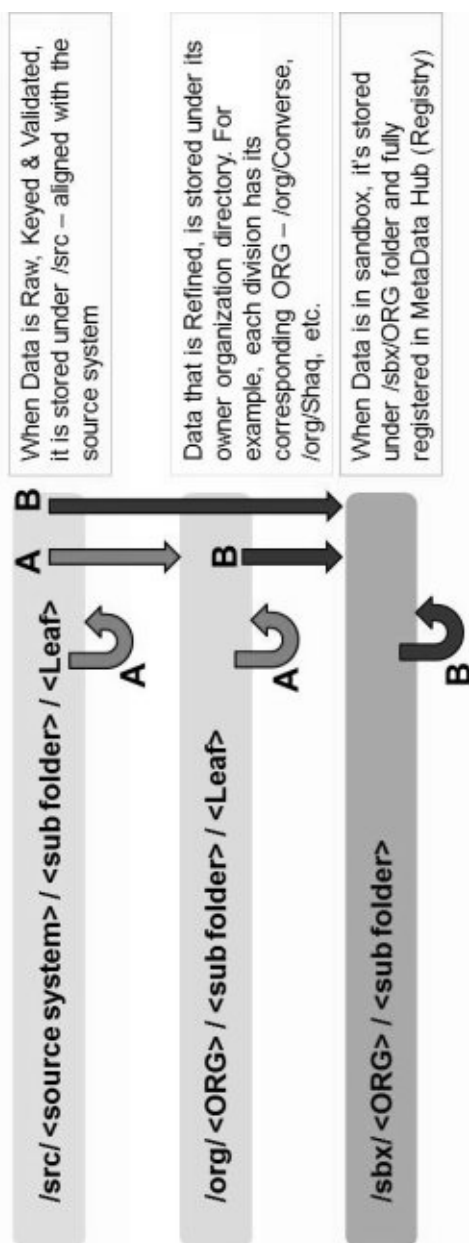 When Data is Raw, Keyed & Validated,
it is stored under /src – aligned with the
source system
B
A
/src/ <source system> / <sub folder> / <Leaf>
A
Data that is Refined, is stored under its
owner organization directory. For
example, each division has its
corresponding ORG – /org/Converse,
/org/Shaq, etc.
B
/org/ <ORG> / <sub folder> / <Leaf>
A
When Data is in sandbox, it's stored
under /sbx/ORG folder and fully
registered in MetaData Hub (Registry)
/sbx/ <ORG> / <sub folder>
B